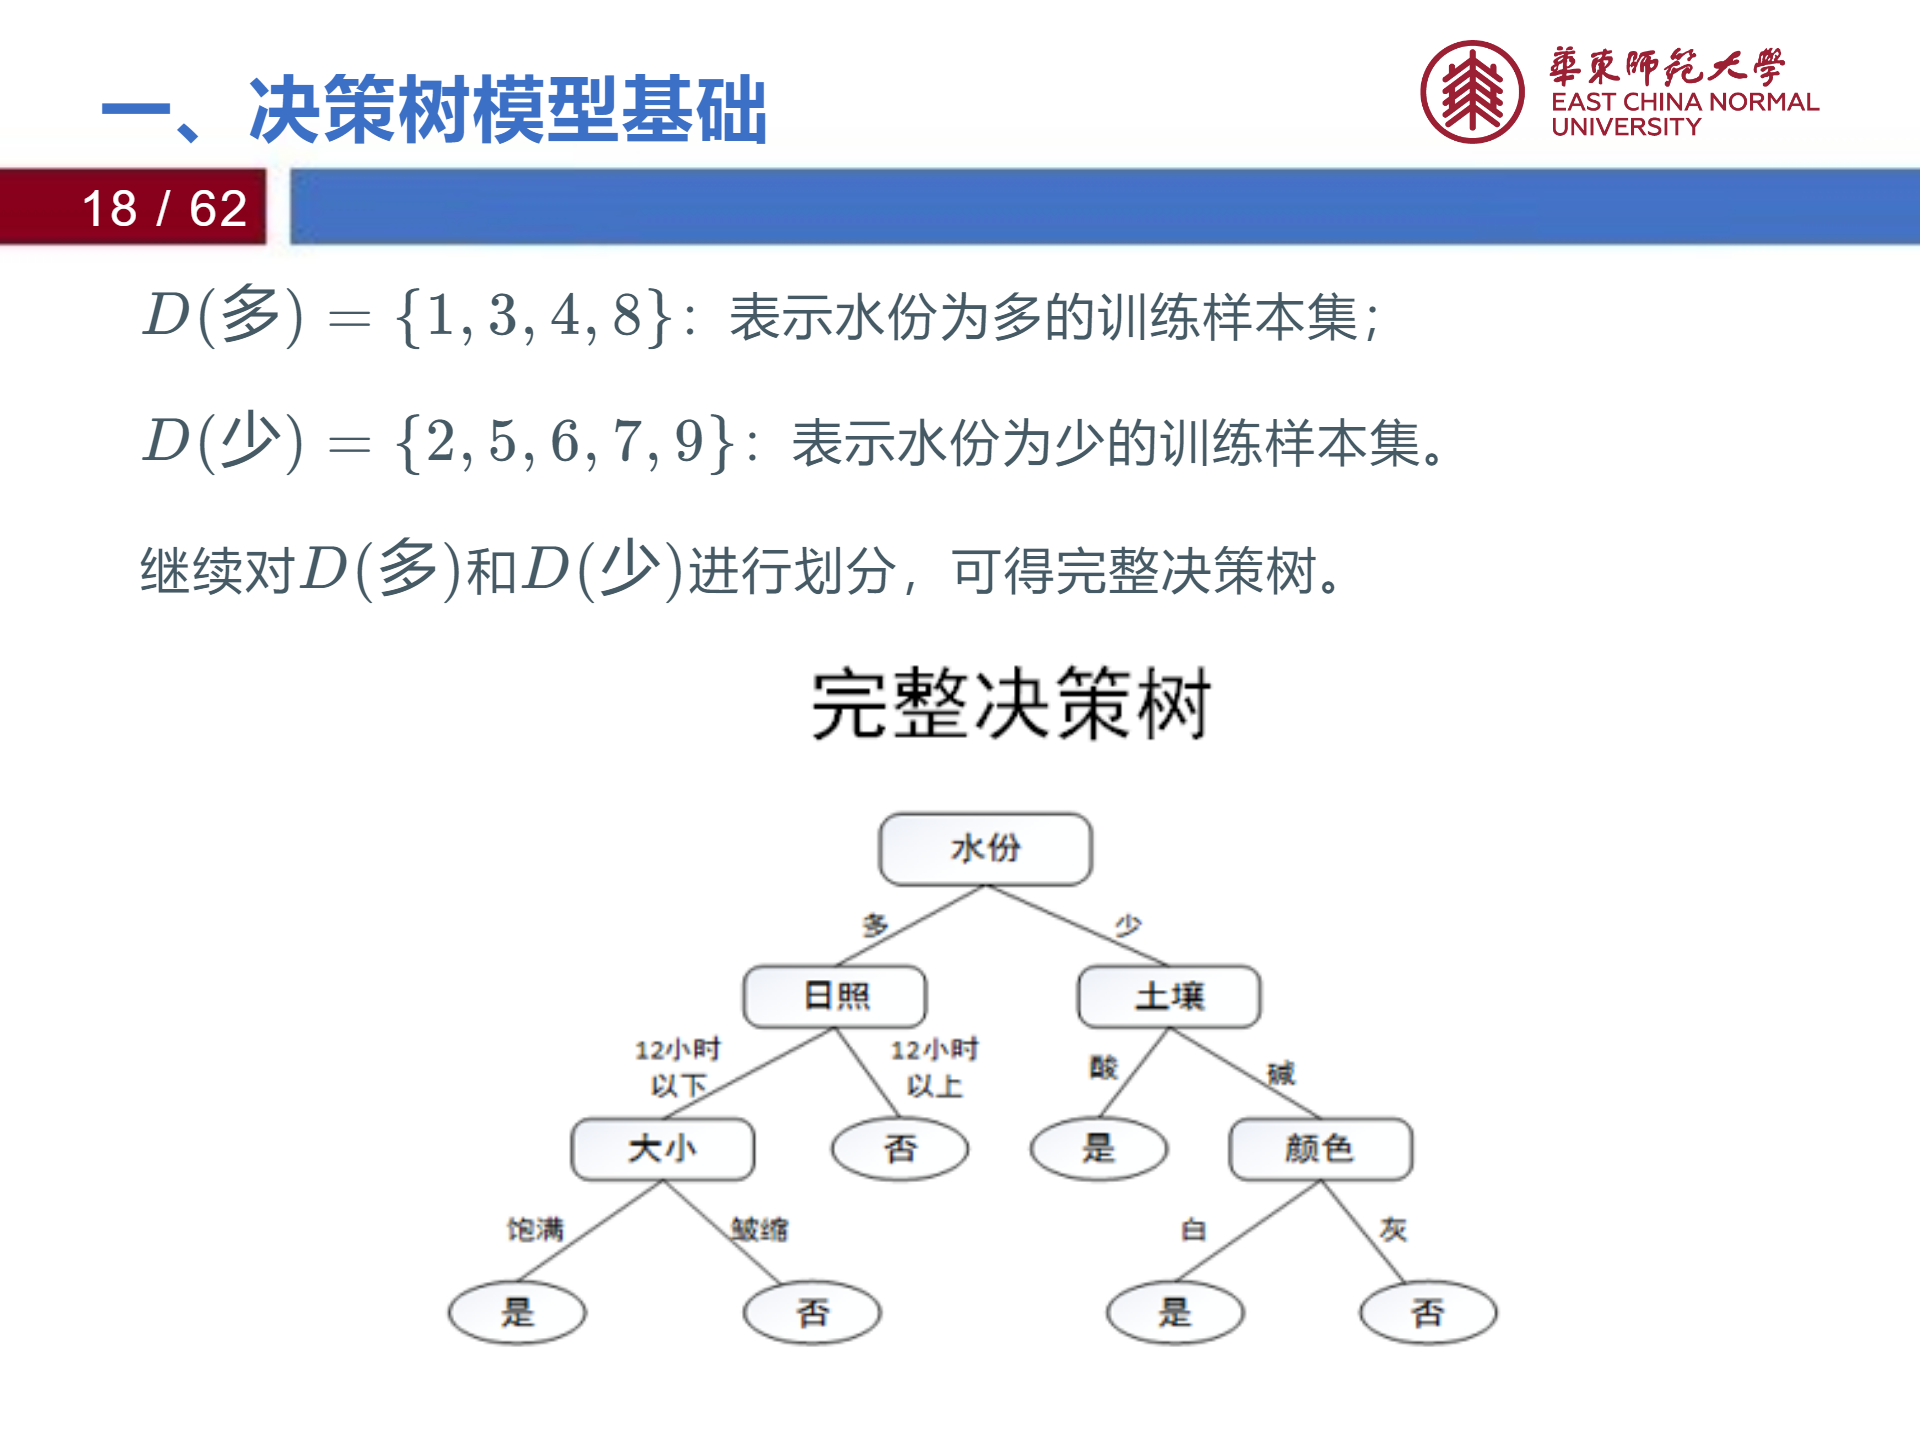 一、决策树模型基础
華東師範大學
EAST CHINA NORMAL
UNIVERSITY
18 / 62
D(多) = {1, 3, 4, 8}：表示水份为多的训练样本集；
D(少) = {2, 5, 6, 7, 9}：表示水份为少的训练样本集。
继续对D(多)和D(少)进行划分，可得完整决策树。
完整决策树
水份
多
少
日照
土壤
12小时
以下
12小时
以上
酸
碱
大小
否
是
颜色
饱满
皱缩
白
灰
是
否
是
否